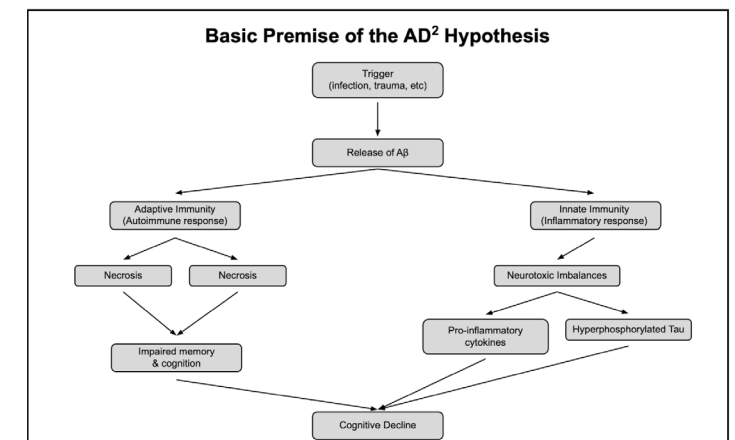 Basic Premise of the AD² Hypothesis
Trigger
(infection, trauma, etc)
Release of Aβ
Adaptive Immunity
(Autoimmune response)
Innate Immunity
(Inflammatory response)
Necrosis
Necrosis
Neurotoxic Imbalances
Pro-inflammatory
cytokines
Hyperphosphorylated Tau
Impaired memory
& cognition
Cognitive Decline